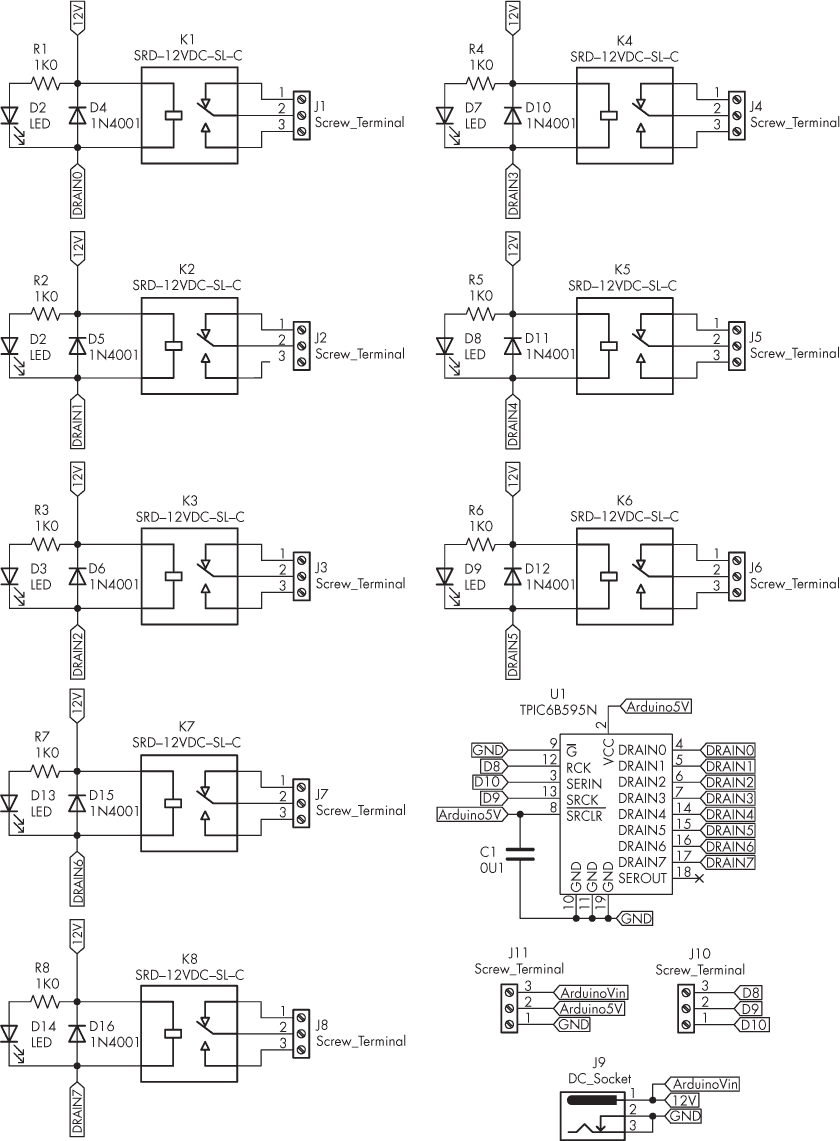 12V
K1
SRD–12VDC–SL–C
R1
1K0
D2
LED
D4
1N4001
1
2
3
J1
Screw_Terminal
DRAIN0
12V
K4
SRD–12VDC–SL–C
R4
1K0
D7
LED
D10
1N4001
1
2
3
J4
Screw_Terminal
DRAIN3
12V
K2
SRD–12VDC–SL–C
R2
1K0
D2
LED
D5
1N4001
1
2
3
J2
Screw_Terminal
DRAIN1
12V
K5
SRD–12VDC–SL–C
R5
1K0
D8
LED
D11
1N4001
1
2
3
J5
Screw_Terminal
DRAIN4
12V
K3
SRD–12VDC–SL–C
R3
1K0
D3
LED
D6
1N4001
1
2
3
J3
Screw_Terminal
DRAIN2
12V
K6
SRD–12VDC–SL–C
R6
1K0
D9
LED
D12
1N4001
1
2
3
J6
Screw_Terminal
DRAIN5
12V
K7
SRD–12VDC–SL–C
R7
1K0
D13
LED
D15
1N4001
1
2
3
J7
Screw_Terminal
DRAIN6
U1
TPIC6B595N
Arduino5V
2
VCC
GND 9 G
D8 12 RCK
D10 3 SERIN
D9 13 SRCK
Arduino5V 8 SRCLR
DRAIN0 4 DRAIN0
DRAIN1 5 DRAIN1
DRAIN2 6 DRAIN2
DRAIN3 7 DRAIN3
DRAIN4 14 DRAIN4
DRAIN5 15 DRAIN5
DRAIN6 16 DRAIN6
DRAIN7 17 DRAIN7
SEROUT 18
C1
0U1
GND
GND
GND
10
11
19
GND
12V
K8
SRD–12VDC–SL–C
R8
1K0
D14
LED
D16
1N4001
1
2
3
J8
Screw_Terminal
DRAIN7
J11
Screw_Terminal
3 ArduinoVin
2 Arduino5V
1 GND
J10
Screw_Terminal
3 D8
2 D9
1 D10
J9
DC_Socket
ArduinoVin
1 12V
2 GND
3